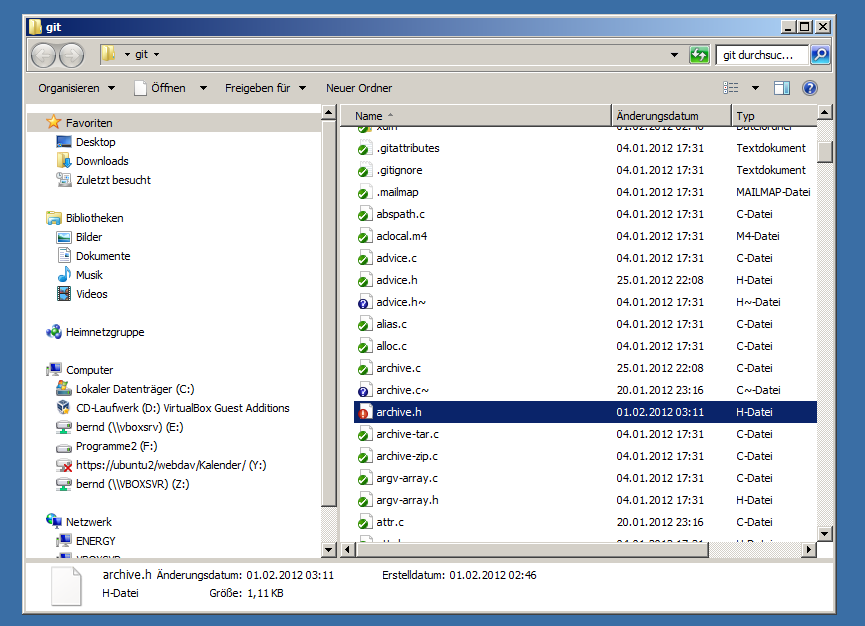 git
git
git durchsuc...
Organisieren Öffnen Freigeben für Neuer Ordner
Favoriten
Desktop
Downloads
Zuletzt besucht
Bibliotheken
Bilder
Dokumente
Musik
Videos
Heimnetzgruppe
Computer
Lokaler Datenträger (C:)
CD-Laufwerk (D:) VirtualBox Guest Additions
bernd (\\vboxsrv) (E:)
Programme2 (F:)
https://ubuntu2/webdav/Kalender/ (Y:)
bernd (\\VBOXSVR) (Z:)
Netzwerk
ENERGY
VBOXSVR
Name Änderungsdatum Typ
.gitattributes 04.01.2012 17:31 Textdokument
.gitignore 04.01.2012 17:31 Textdokument
.mailmap 04.01.2012 17:31 MAILMAP-Datei
abspath.c 04.01.2012 17:31 C-Datei
aclocal.m4 04.01.2012 17:31 M4-Datei
advice.c 04.01.2012 17:31 C-Datei
advice.h 25.01.2012 22:08 H-Datei
advice.h~ 04.01.2012 17:31 H~-Datei
alias.c 04.01.2012 17:31 C-Datei
alloc.c 04.01.2012 17:31 C-Datei
archive.c 25.01.2012 22:08 C-Datei
archive.c~ 20.01.2012 23:16 C~-Datei
archive.h 01.02.2012 03:11 H-Datei
archive-tar.c 04.01.2012 17:31 C-Datei
archive-zip.c 04.01.2012 17:31 C-Datei
argv-array.c 04.01.2012 17:31 C-Datei
argv-array.h 04.01.2012 17:31 H-Datei
attr.c 20.01.2012 23:16 C-Datei
archive.h Änderungsdatum: 01.02.2012 03:11 Erstelldatum: 01.02.2012 02:46
H-Datei Größe: 1,11 KB